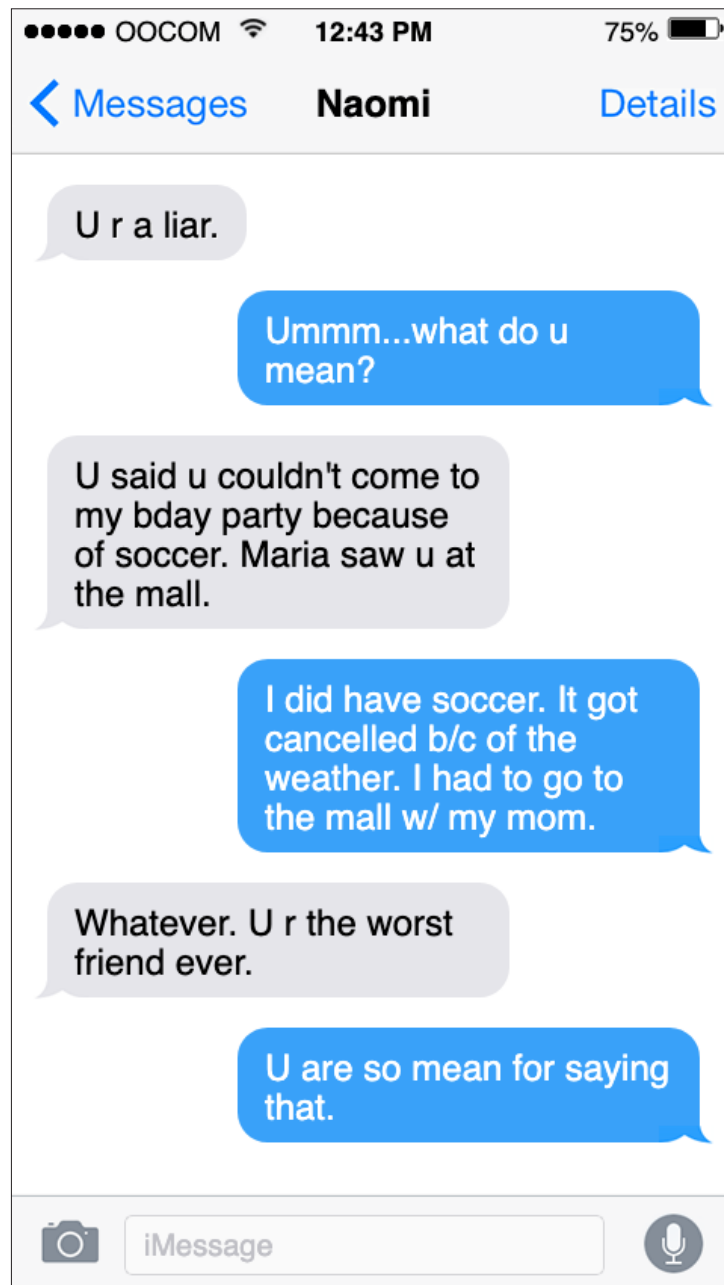 ●●●●● OOCOM 12:43 PM 75%
Messages Naomi Details
U r a liar.
Ummm...what do u
mean?
U said u couldn't come to
my bday party because
of soccer. Maria saw u at
the mall.
I did have soccer. It got
cancelled b/c of the
weather. I had to go to
the mall w/ my mom.
Whatever. U r the worst
friend ever.
U are so mean for saying
that.
iMessage